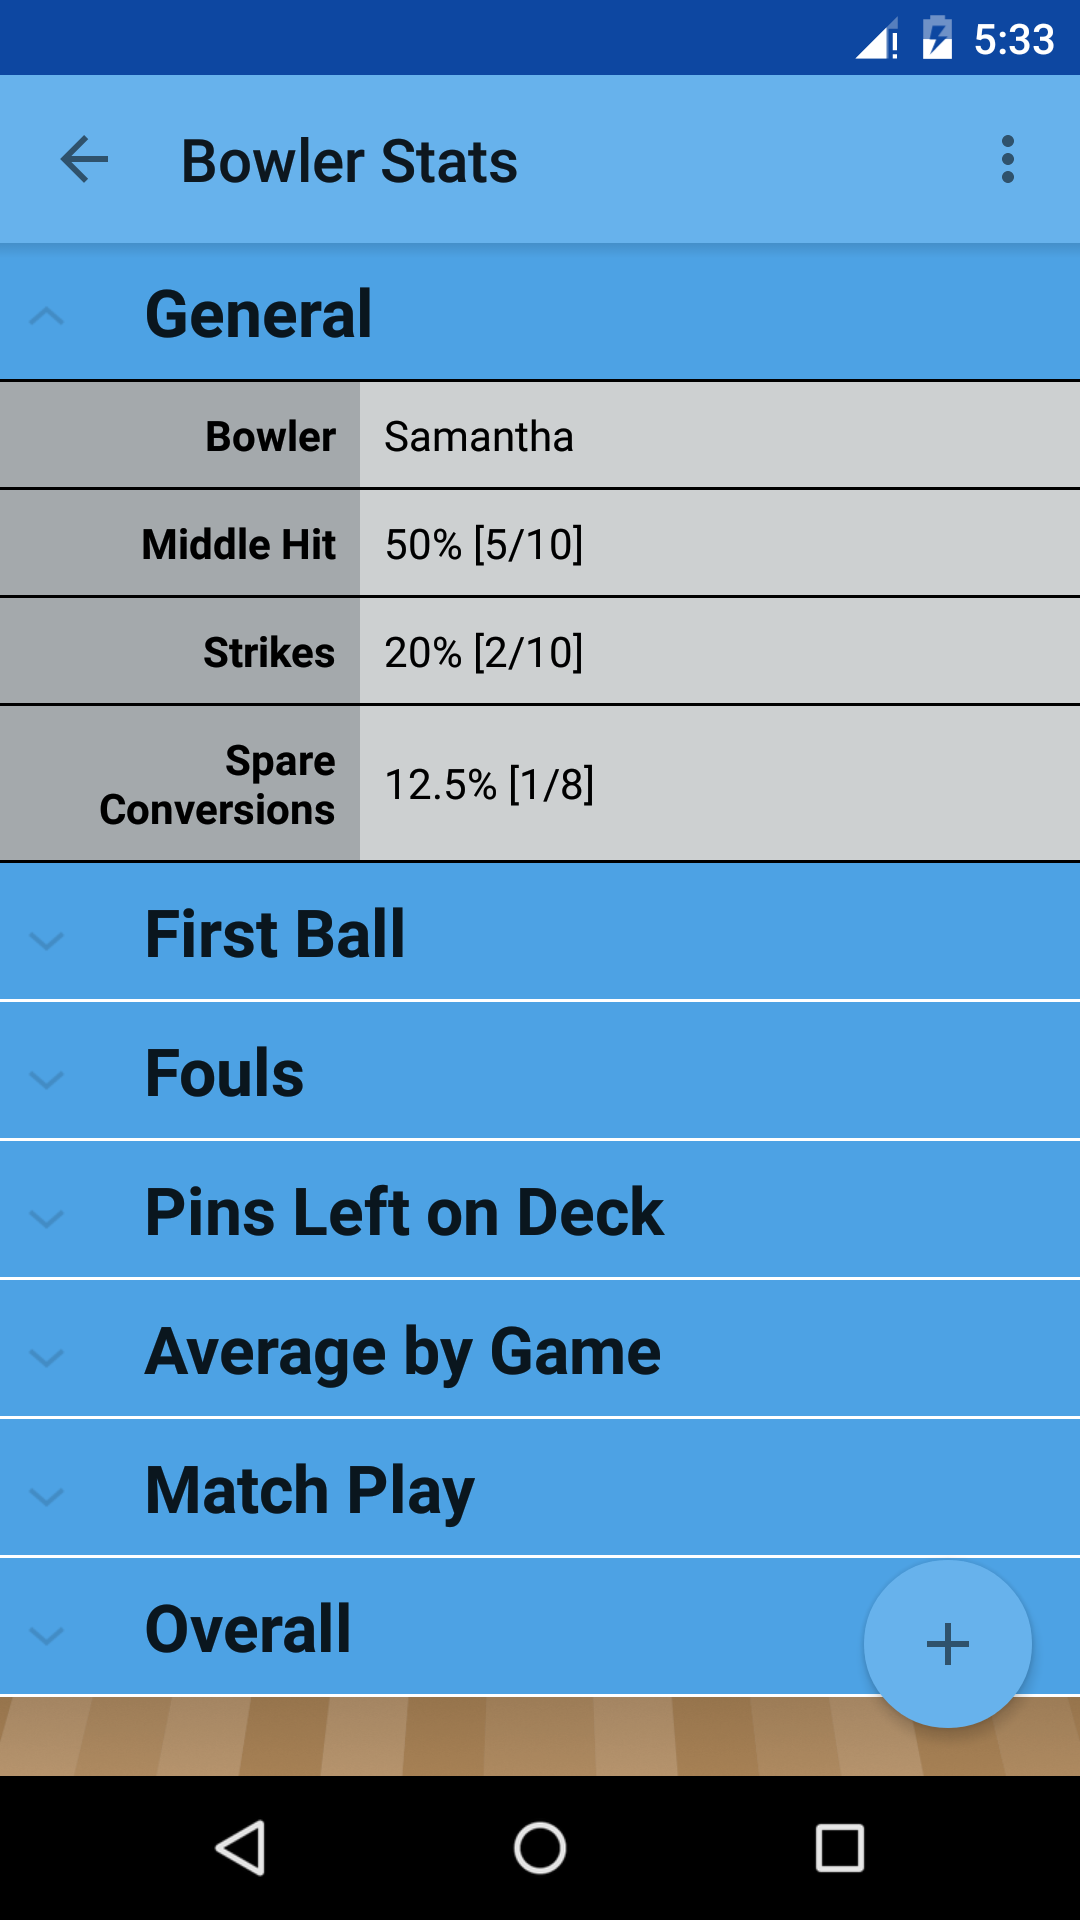 5:33
Bowler Stats
General
Bowler Samantha
Middle Hit 50% [5/10]
Strikes 20% [2/10]
Spare
Conversions 12.5% [1/8]
First Ball
Fouls
Pins Left on Deck
Average by Game
Match Play
Overall